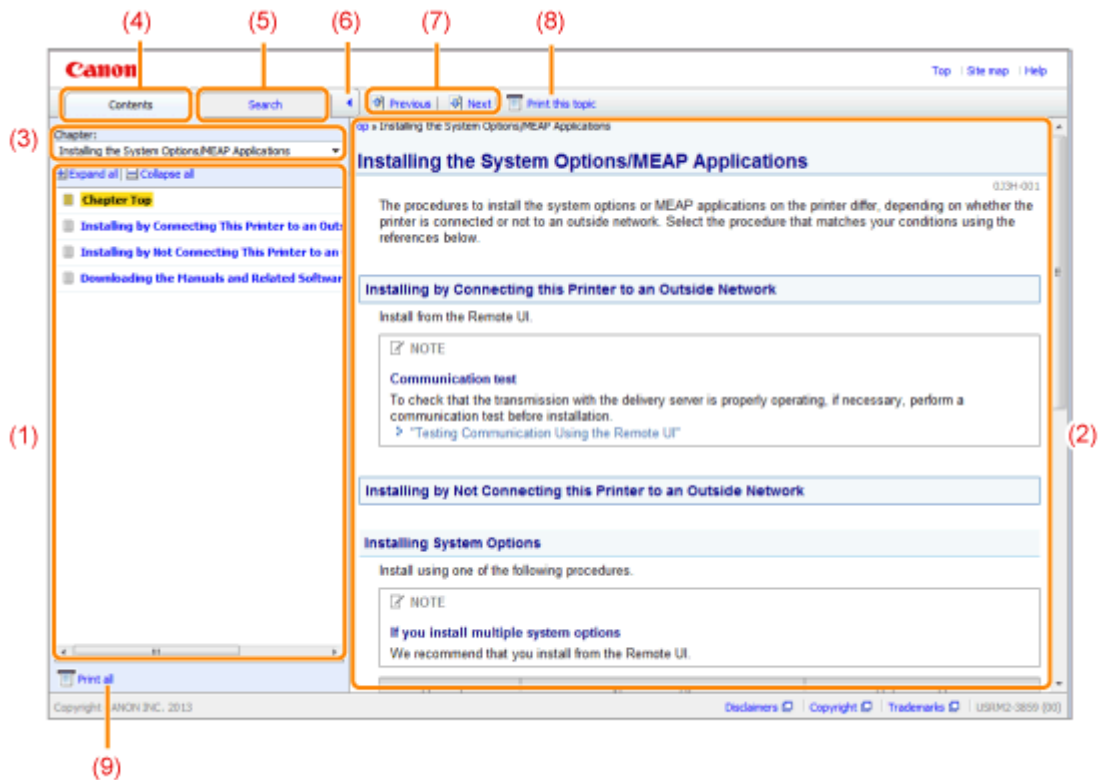 (4) (5) (6) (7) (8)
Canon
Top Site map Help
Contents Search Previous Next Print this topic
(3)
Chapter:
Installing the System Options/MEAP Applications
Expand all Collapse all
Chapter Top
Installing by Connecting This Printer to an Out
Installing by Not Connecting This Printer to an
Downloading the Manuals and Related Softwar
(1)
Print all
op » Installing the System Options/MEAP Applications
Installing the System Options/MEAP Applications
0J3H-001
The procedures to install the system options or MEAP applications on the printer differ, depending on whether the
printer is connected or not to an outside network. Select the procedure that matches your conditions using the
references below.
Installing by Connecting this Printer to an Outside Network
Install from the Remote UI.
NOTE
Communication test
To check that the transmission with the delivery server is properly operating, if necessary, perform a
communication test before installation.
"Testing Communication Using the Remote UI"
(2)
Installing by Not Connecting this Printer to an Outside Network
Installing System Options
Install using one of the following procedures.
NOTE
If you install multiple system options
We recommend that you install from the Remote UI.
Copyright ANON INC. 2013
Disclaimers Copyright Trademarks USRM2-3859 (00)
(9)